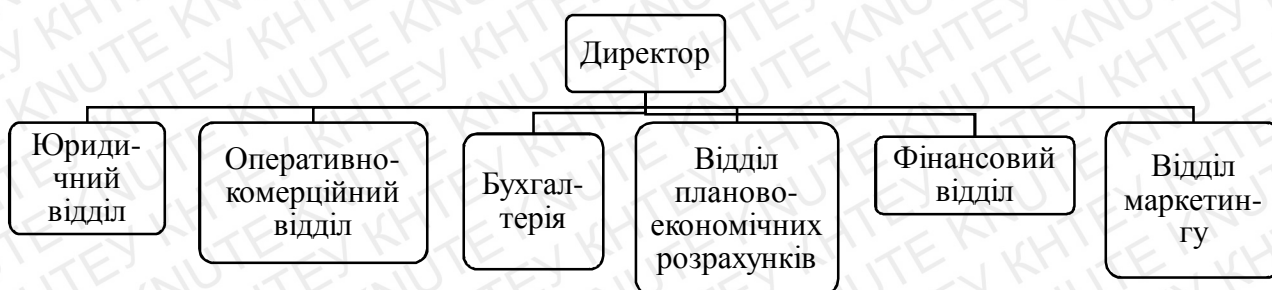 Директор
Юриди-
чний
відділ
Оперативно-
комерційний
відділ
Бухгал-
терія
Відділ
планово-
економічних
розрахунків
Фінансовий
відділ
Відділ
маркетин-
гу